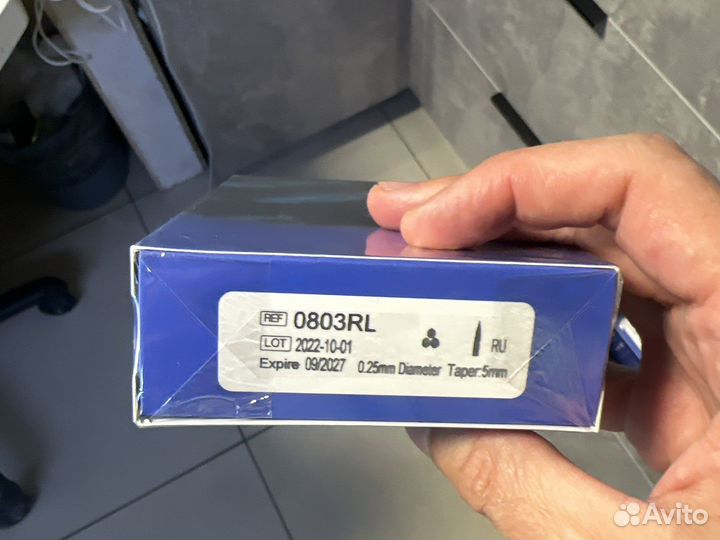 REF 0803RL
LOT 2022-10-01
RU
Expire 09/2027 0.25mm Diameter Taper:5mm
Avito